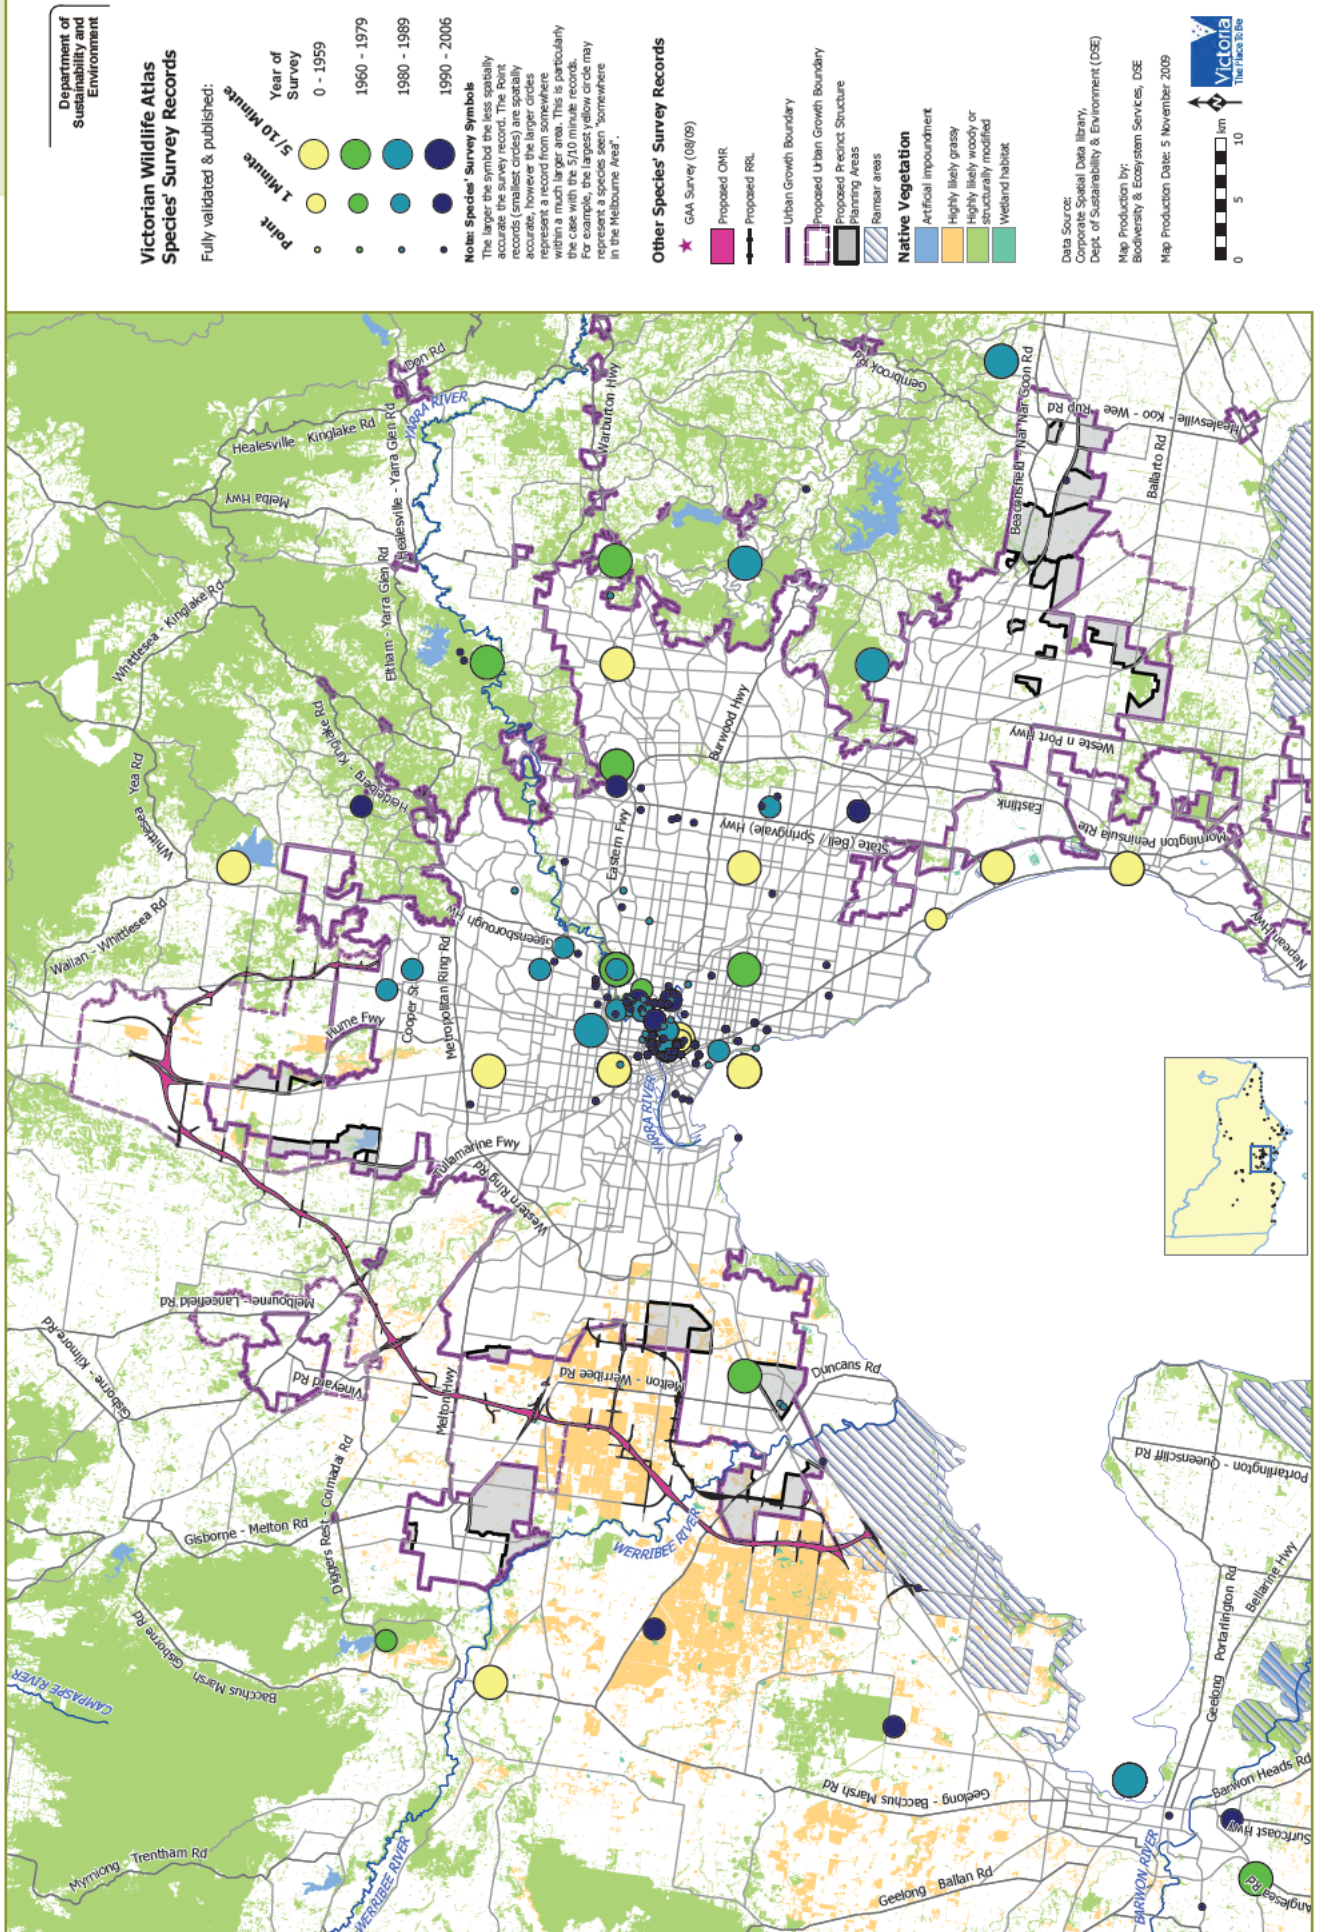 Department of
Sustainability and
Environment
Victorian Wildlife Atlas
Species' Survey Records
Fully validated & published:
Point
1 Minute
5/10 Minute
Year of
Survey
0 - 1959
1960 - 1979
1980 - 1989
1990 - 2006
Note: Species' Survey Symbols
The larger the symbol the less spatially
accurate the survey record. The Point
records (smallest circles) are spatially
accurate, however the larger circles
represent a record from somewhere
within a much larger area. This is particularly
the case with the 5/10 minute records.
For example, the largest yellow circle may
represent a species seen "somewhere
in the Melbourne Area".
Other Species' Survey Records
GAA Survey (08/09)
Proposed OMR
Proposed RRL
Urban Growth Boundary
Proposed Urban Growth Boundary
Proposed Precinct Structure
Planning Areas
Ramsar areas
Native Vegetation
Artificial impoundment
Highly likely grassy
Highly likely woody or
structurally modified
Wetland habitat
Data Source:
Corporate Spatial Data library,
Dept. of Sustainability & Environment (DSE)
Map Production by:
Biodiversity & Ecosystem Services, DSE
Map Production Date: 5 November 2009
0
5
10
km
N
Victoria
The Place To Be
Don Rd
YARRA RIVER
Healesville - Kinglake Rd
Melba Hwy
Healesville - Yarra Glen Rd
Eltham - Yarra Glen Rd
Whittlesea - Kinglake Rd
Heidelberg - Kinglake Rd
Whittlesea - Yea Rd
Wallan - Whittlesea Rd
Warburton Hwy
Gembrook Rd
Beaconsfield - Nar Nar Goon Rd
Healesville - Koo - Wee - Rup Rd
Ballarto Rd
Burwood Hwy
Weste n Port Hwy
Eastlink
Mornington Peninsula Rte
Nepean Hwy
State (Bell / Springvale) Hwy
Eastern Fwy
Greensborough Hw
Metropolitan Ring Rd
Cooper St
Hume Fwy
YARRA RIVER
Tullamarine Fwy
Western Ring Rd
Melbourne - Lancefield Rd
Gisborne - Kilmore Rd
Vineyard Rd
Melton Hwy
Melton - Werribee Rd
Duncans Rd
Diggers Rest - Coimadai Rd
Gisborne - Melton Rd
WERRIBEE RIVER
Gisborne Rd
Bacchus Marsh - Gisborne Rd
CAMPASPE RIVER
Myrniong - Trentham Rd
WERRIBEE RIVER
Geelong - Bacchus Marsh Rd
Geelong - Ballan Rd
BARWON RIVER
Portarlington - Queenscliff Rd
Geelong - Portarlington Rd
Bellarine Hwy
Barwon Heads Rd
Surfcoast Hwy
Anglesea Rd